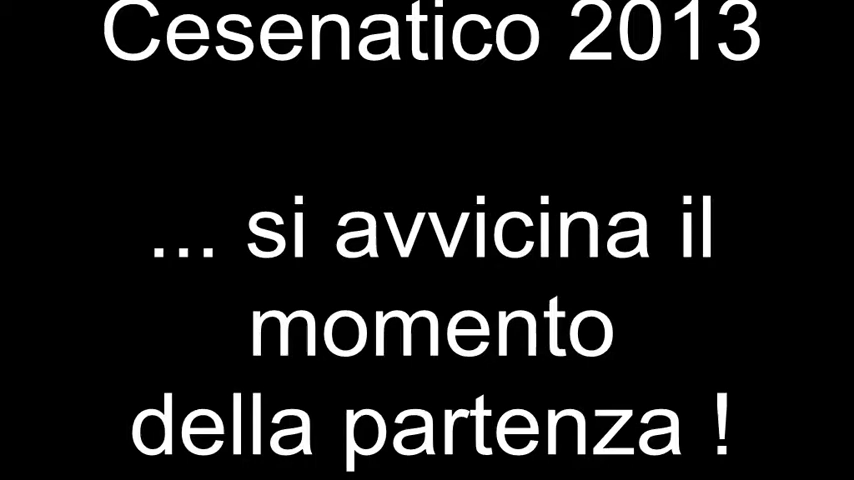 Cesenatico 2013
... si avvicina il
momento
della partenza !